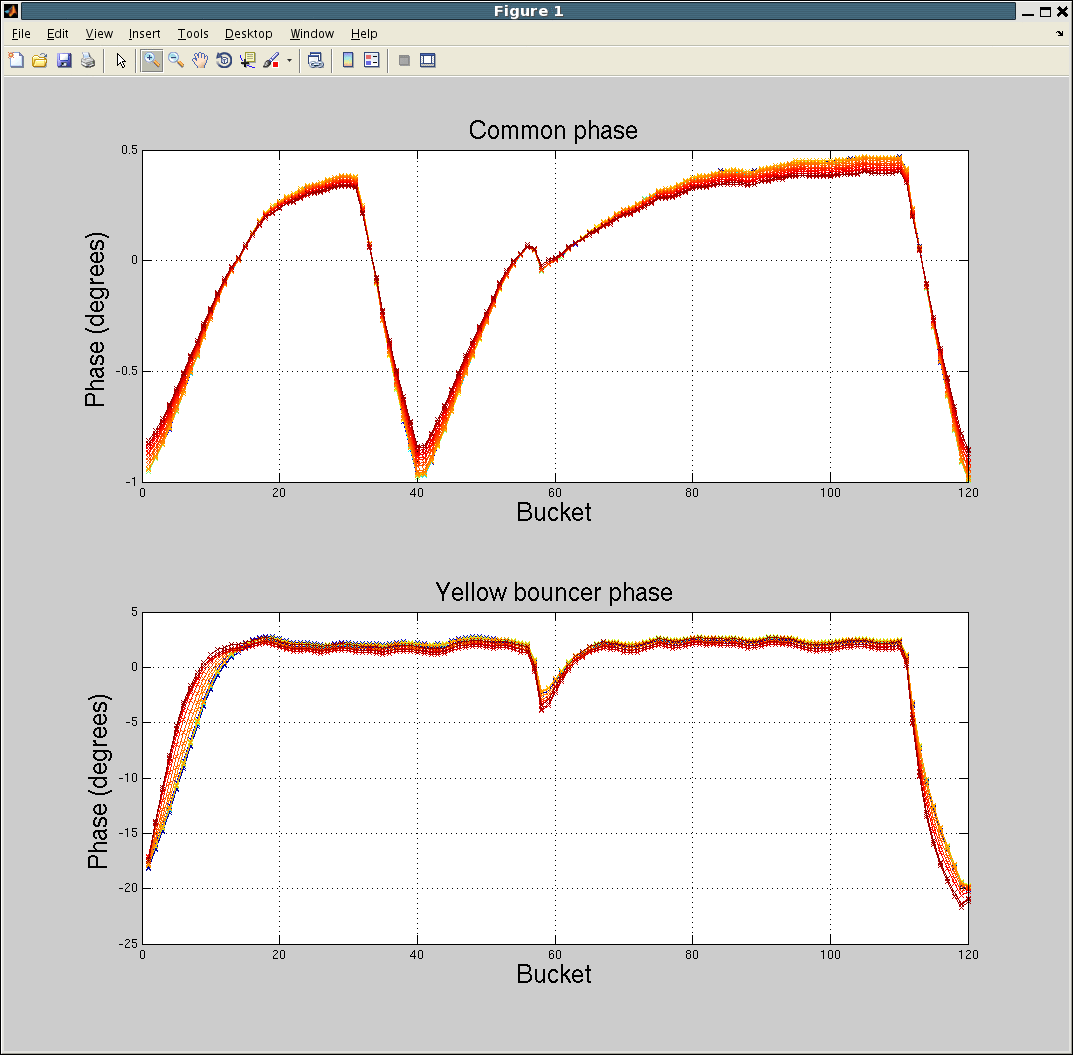 Figure 1
File Edit View Insert Tools Desktop Window Help
Common phase
0.5
0
-0.5
-1
Phase (degrees)
0 20 40 60 80 100 120
Bucket
Yellow bouncer phase
5
0
-5
-10
-15
-20
-25
Phase (degrees)
0 20 40 60 80 100 120
Bucket